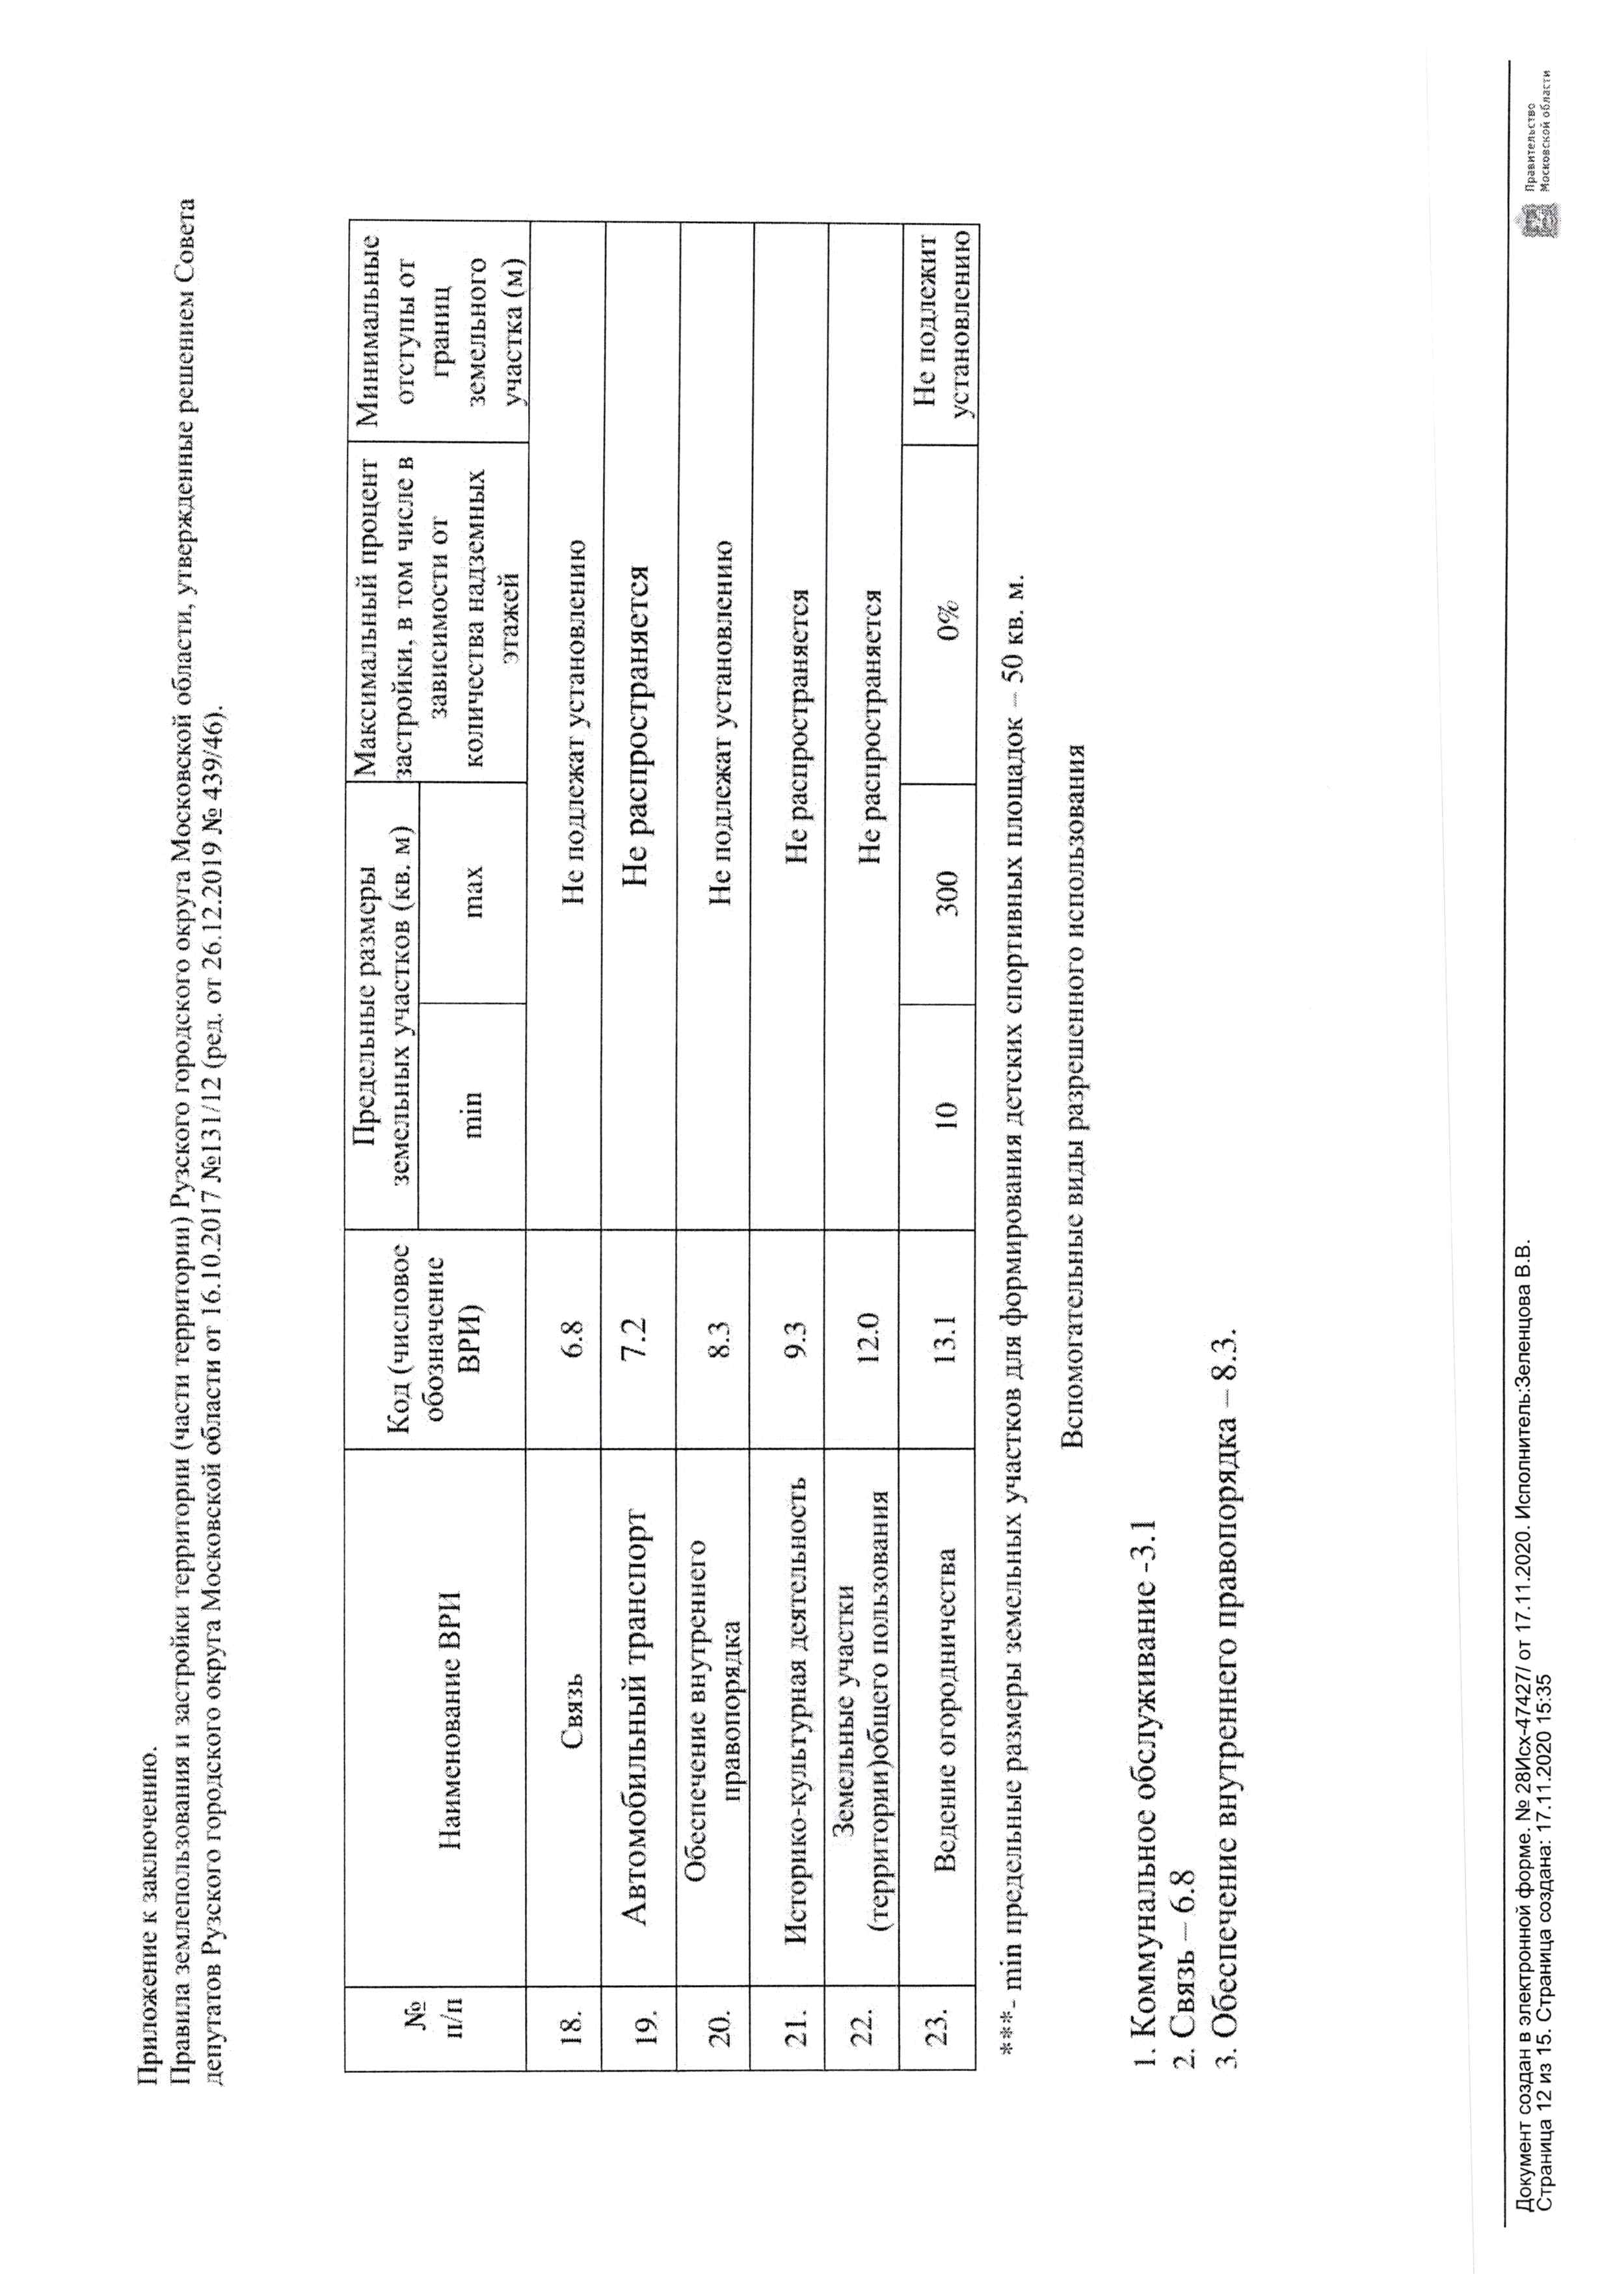 Приложение к заключению.
Правила землепользования и застройки территории (части территории) Рузского городского округа Московской области, утвержденные решением Совета
депутатов Рузского городского округа Московской области от 16.10.2017 №131/12 (ред. от 26.12.2019 № 439/46).
№
п/п
Наименование ВРИ
Код (числовое
обозначение
ВРИ)
Предельные размеры
земельных участков (кв. м)
min
max
Максимальный процент
застройки, в том числе в
зависимости от
количества надземных
этажей
Минимальные
отступы от
границ
земельного
участка (м)
18.
Связь
6.8
Не подлежат установлению
19.
Автомобильный транспорт
7.2
Не распространяется
20.
Обеспечение внутреннего
правопорядка
8.3
Не подлежат установлению
21.
Историко-культурная деятельность
9.3
Не распространяется
22.
Земельные участки
(территории)общего пользования
12.0
Не распространяется
23.
Ведение огородничества
13.1
10
300
0%
Не подлежит
установлению
***- min предельные размеры земельных участков для формирования детских спортивных площадок – 50 кв. м.
Вспомогательные виды разрешенного использования
1. Коммунальное обслуживание -3.1
2. Связь – 6.8
3. Обеспечение внутреннего правопорядка – 8.3.
Документ создан в электронной форме. № 28Исх-47427/ от 17.11.2020. Исполнитель:Зеленцова В.В.
Страница 12 из 15. Страница создана: 17.11.2020 15:35
Правительство
Московской области